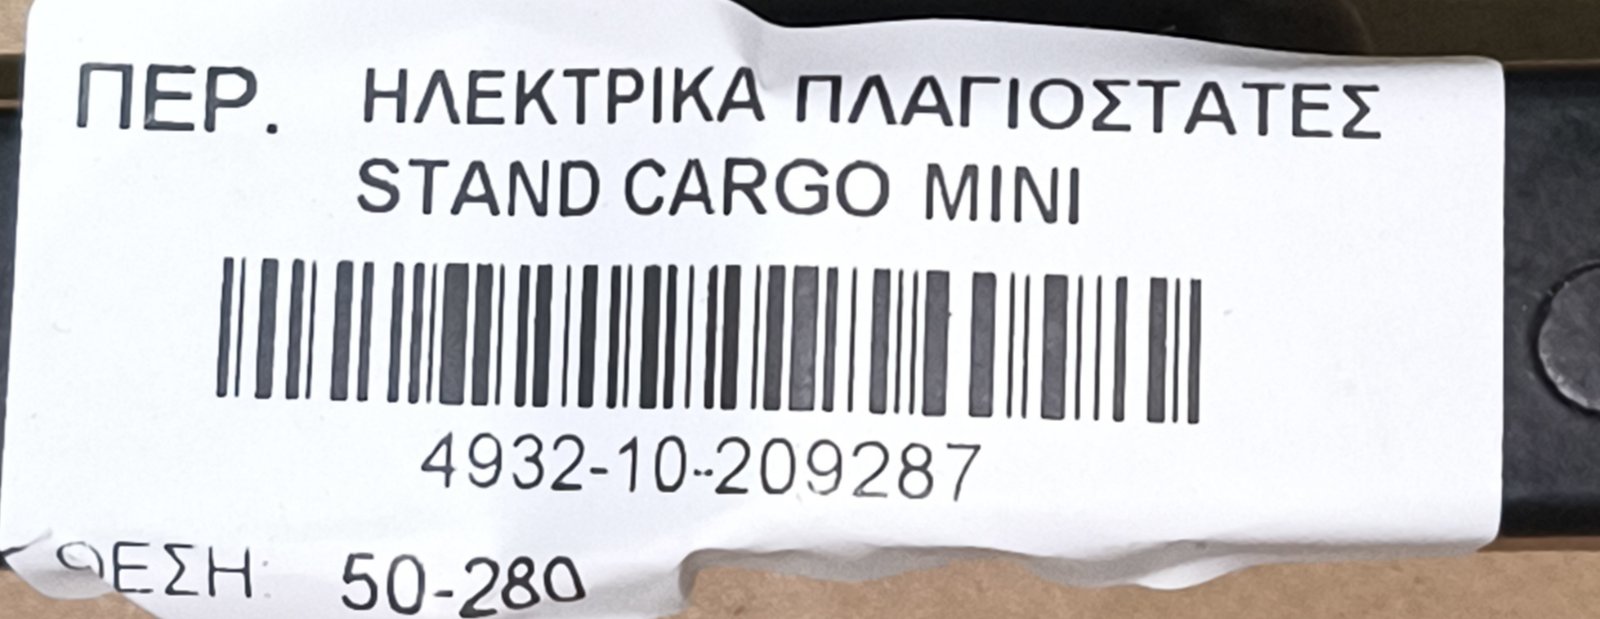 ΠΕΡ. ΗΛΕΚΤΡΙΚΑ ΠΛΑΓΙΟΣΤΑΤΕΣ
STAND CARGO MINI
4932-10-209287
ΘΕΣΗ: 50-280